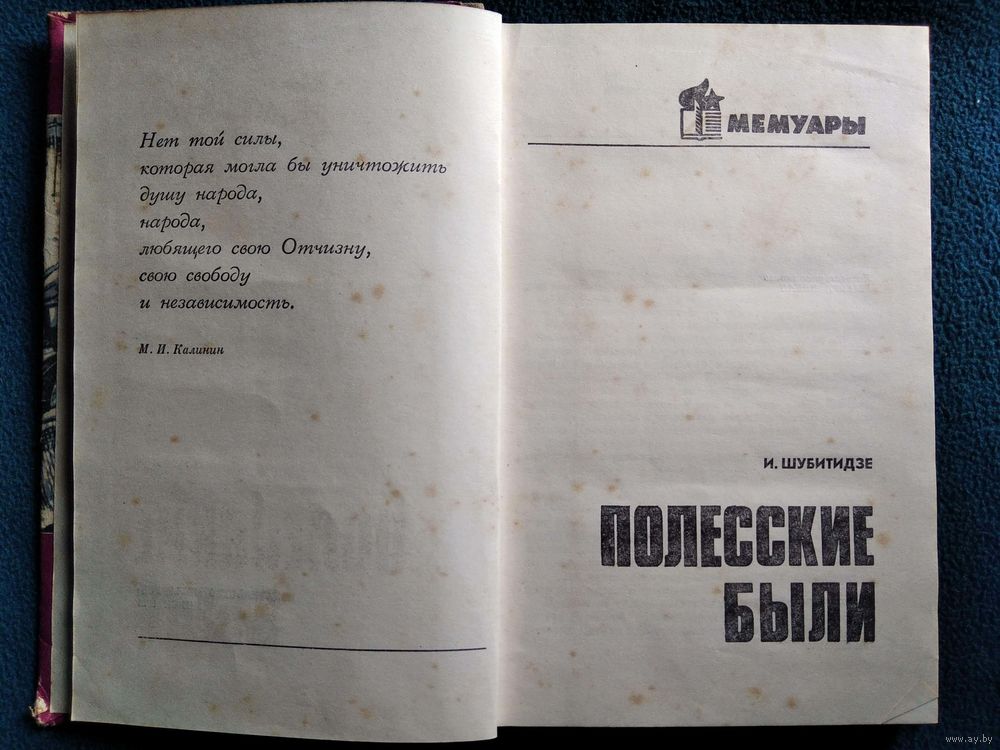 Нет той силы,
которая могла бы уничтожить
душу народа,
народа,
любящего свою Отчизну,
свою свободу
и независимость.
М. И. Калинин
МЕМУАРЫ
И. ШУБИТИДЗЕ
ПОЛЕССКИЕ
БЫЛИ
www.ay.by